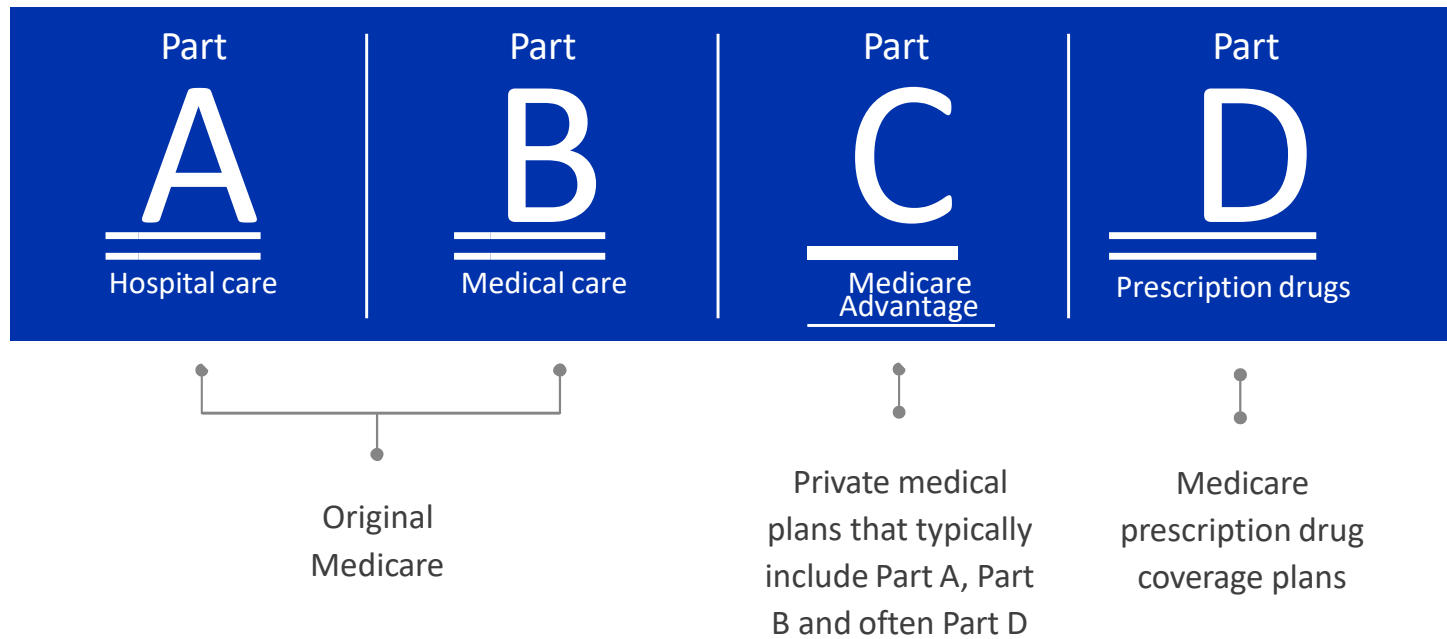 Part
A
Hospital care
Part
B
Medical care
Part
C
Medicare
Advantage
Part
D
Prescription drugs
Original
Medicare
Private medical
plans that typically
include Part A, Part
B and often Part D
Medicare
prescription drug
coverage plans